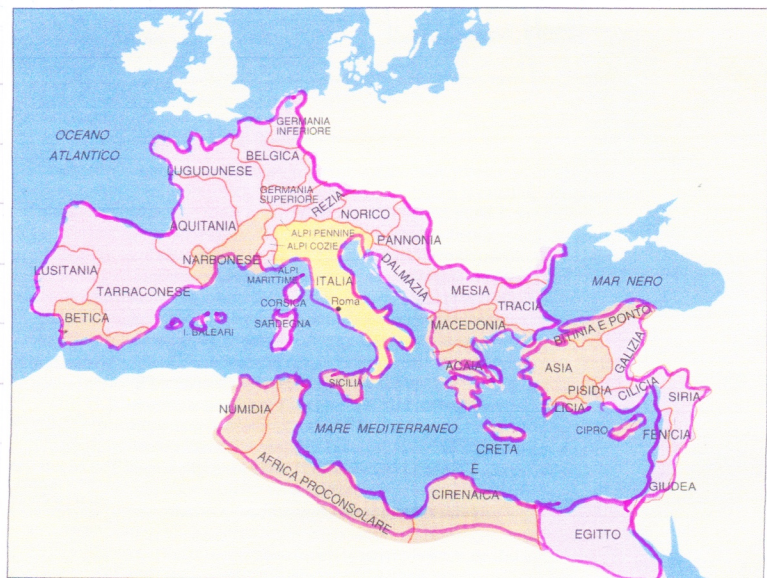 OCEANO
ATLANTICO
GERMANIA
INFERIORE
BELGICA
LUGUDUNESE
GERMANIA
SUPERIORE
REZIA
NORICO
AQUITANIA
ALPI PENNINE
ALPI COZIE
PANNONIA
NARBONESE
ALPI
MARITTIME
DALMAZIA
LUSITANIA
TARRACONESE
ITALIA
MESIA
MAR NERO
CORSICA
Roma
TRACIA
BETICA
I. BALEARI
SARDEGNA
MACEDONIA
BITINIA E PONTO
GALIZIA
ACAIA
ASIA
SICILIA
PISIDIA
CILICIA
SIRIA
NUMIDIA
LICIA
MARE MEDITERRANEO
CIPRO
FENICIA
CRETA
E
CIRENAICA
AFRICA PROCONSOLARE
GIUDEA
EGITTO